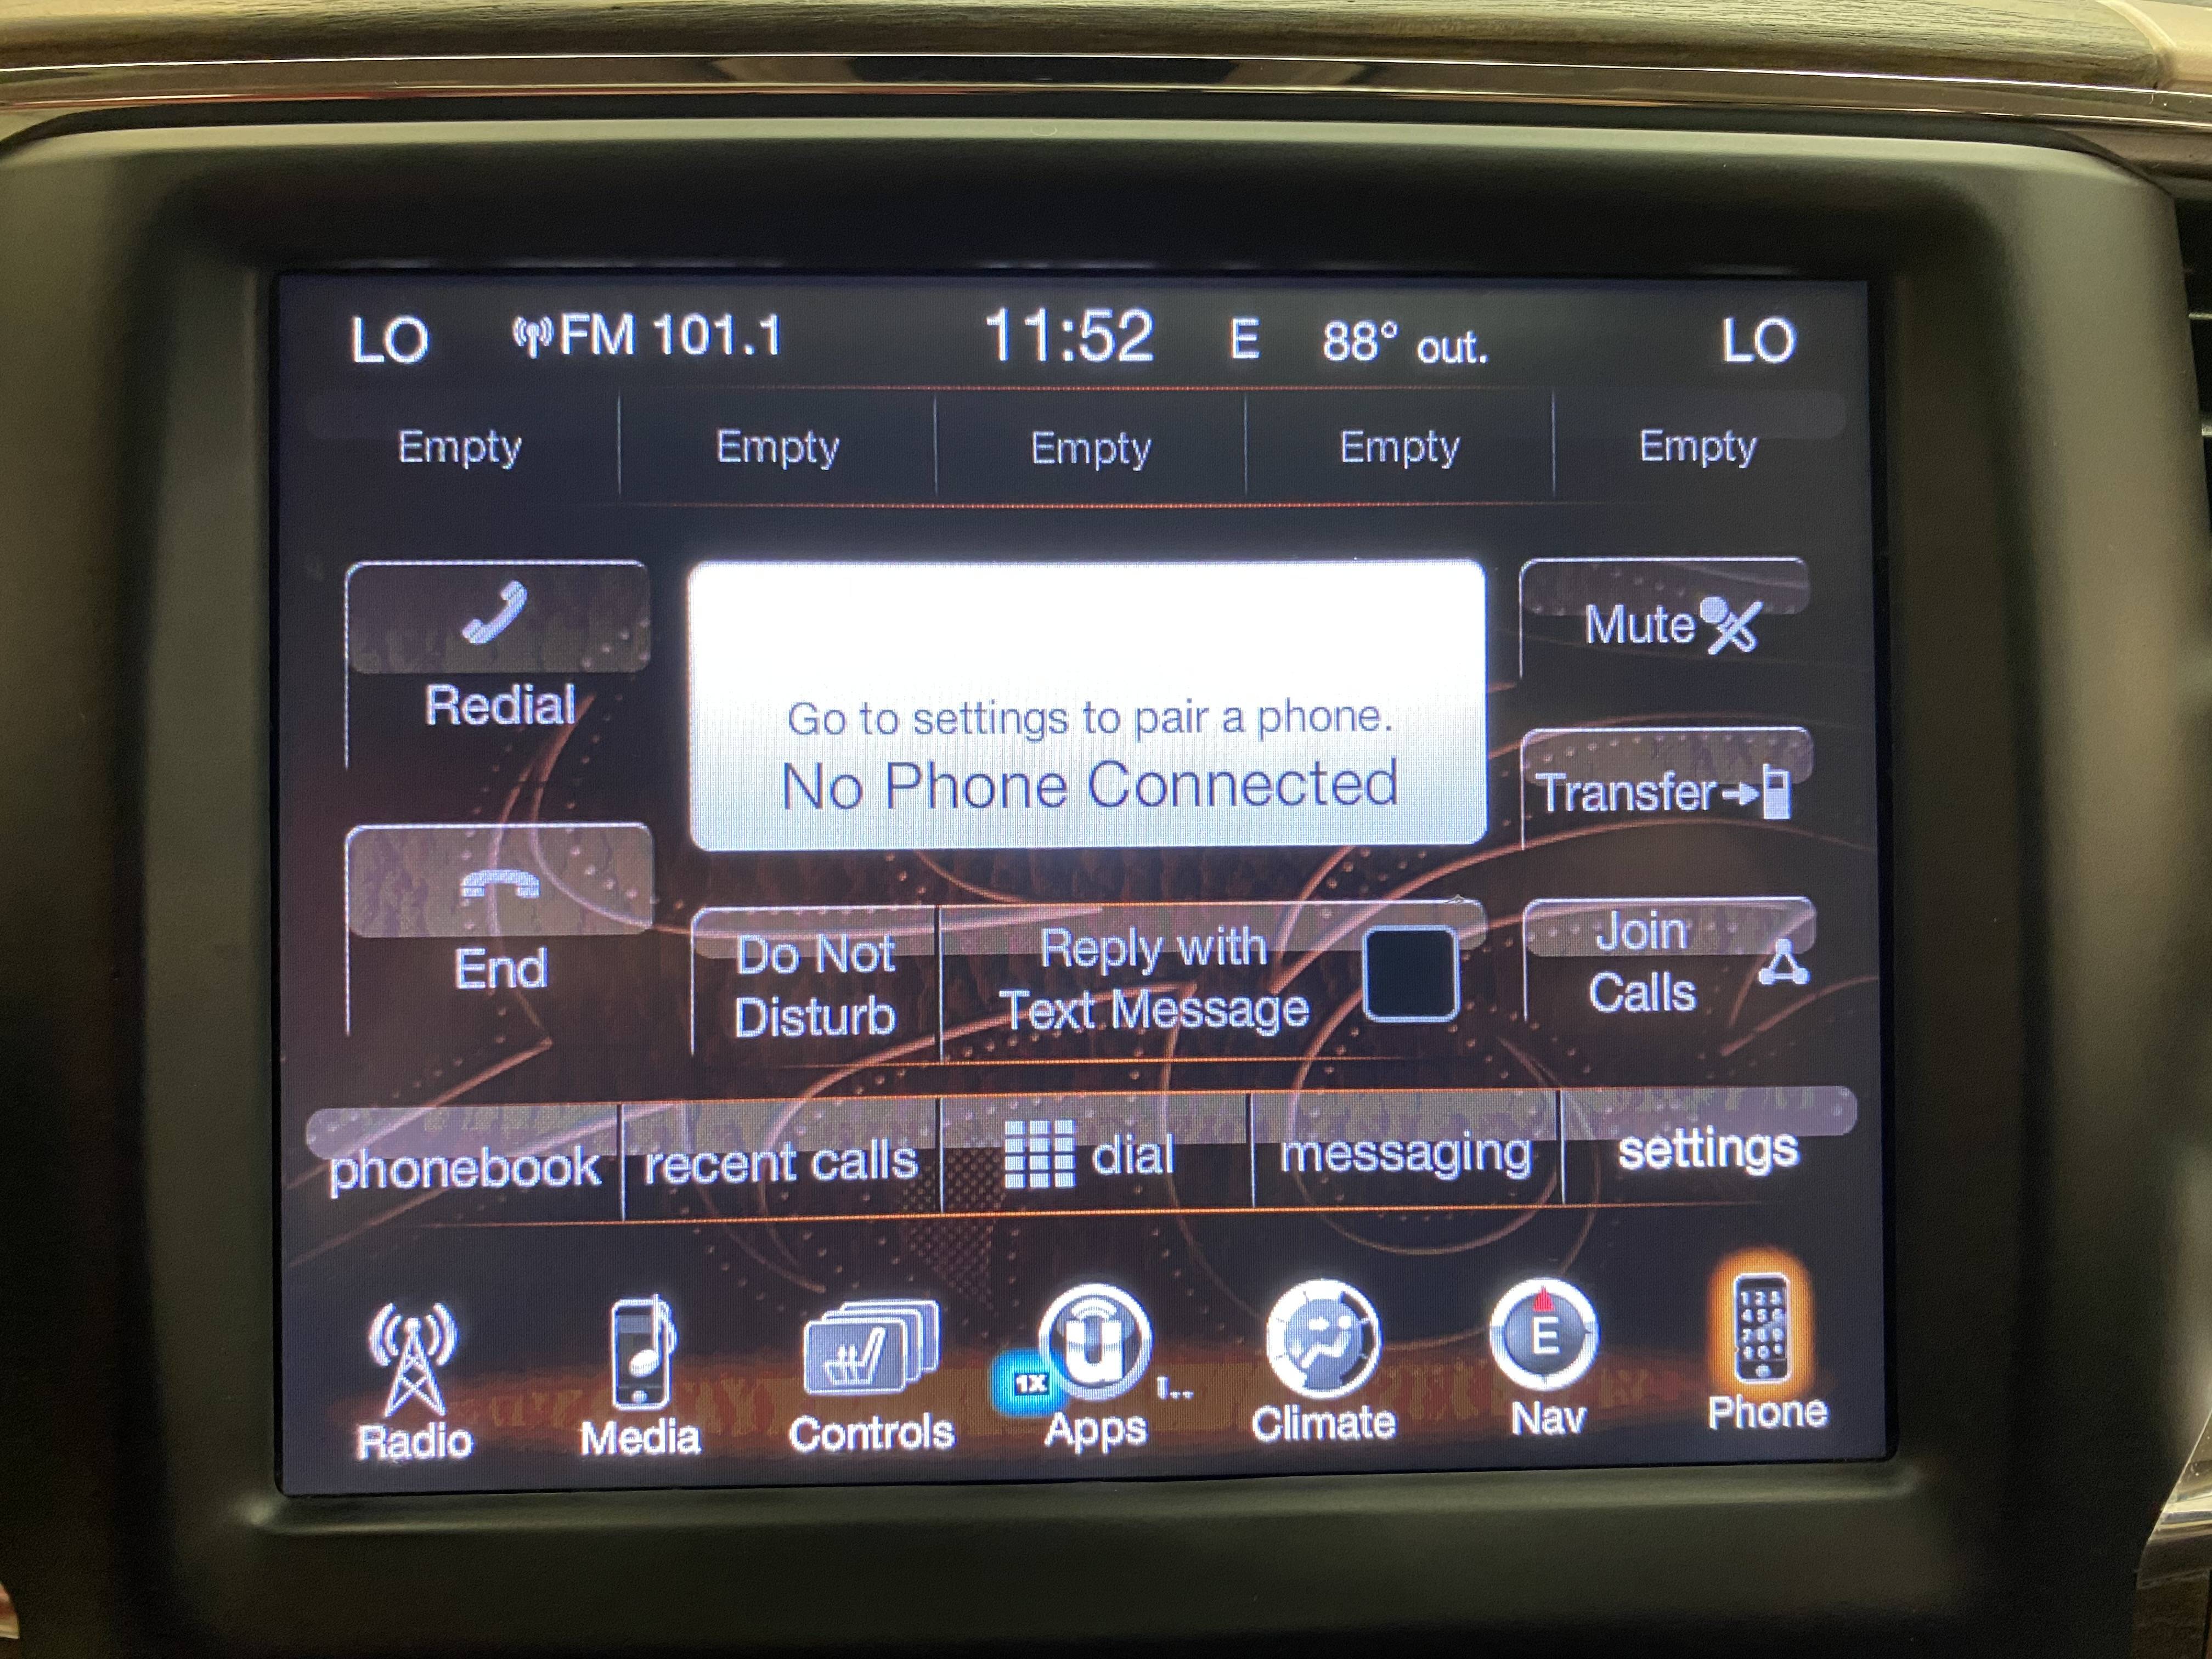 LO FM 101.1 11:52 E 88° out. LO
Empty Empty Empty Empty Empty
Redial
Go to settings to pair a phone.
No Phone Connected
Mute
Transfer
End
Do Not
Disturb
Reply with
Text Message
Join
Calls
phonebook recent calls dial messaging settings
1X
E
Radio Media Controls Apps Climate Nav Phone